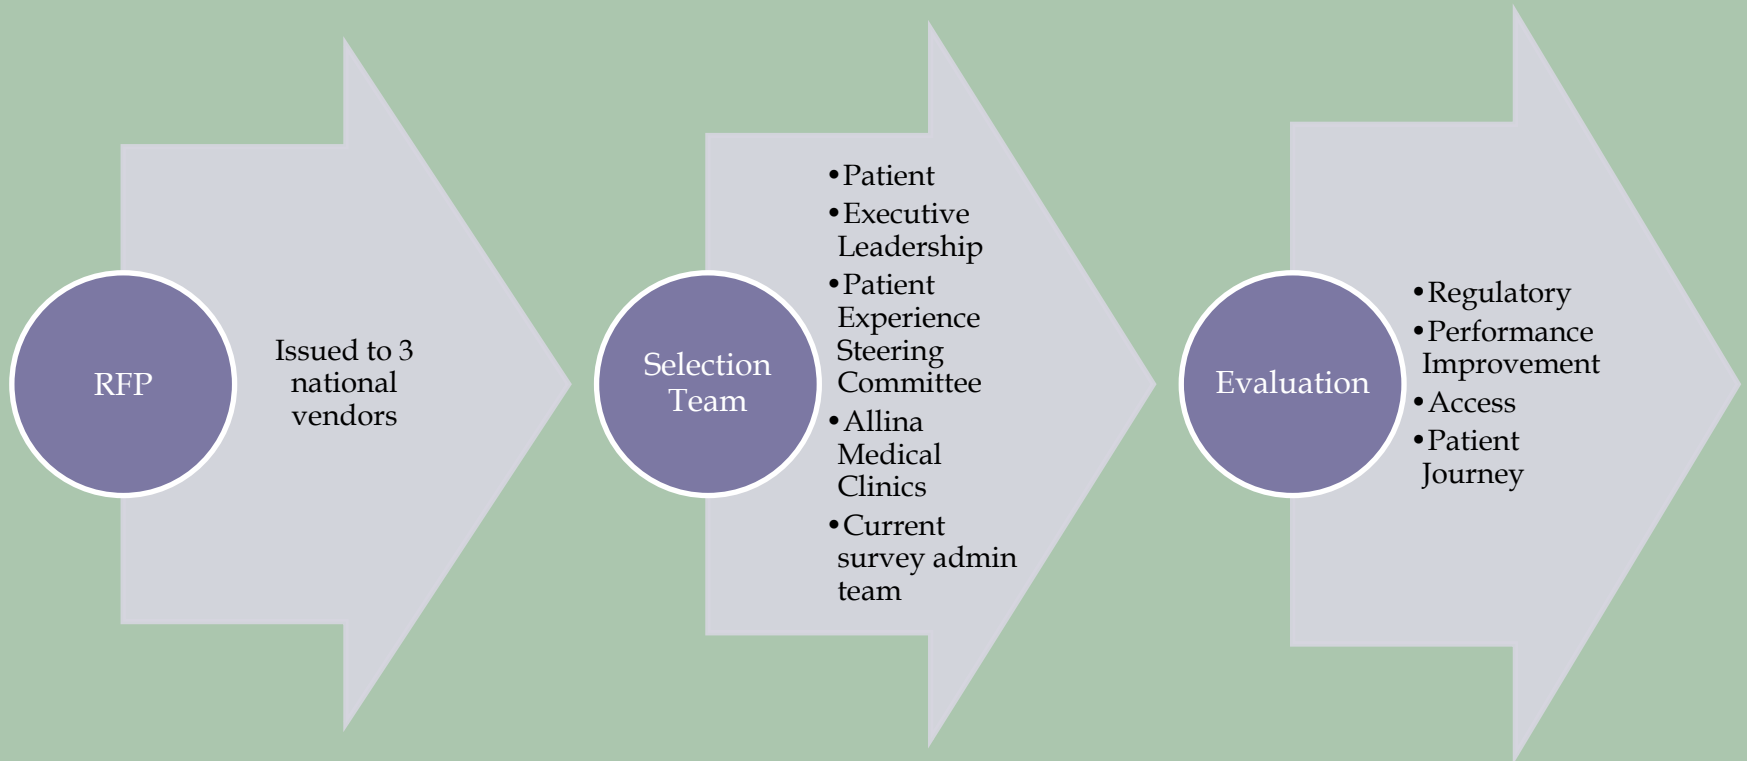 RFP
Issued to 3
national
vendors
Selection
Team
•Patient
•Executive
Leadership
•Patient
Experience
Steering
Committee
•Allina
Medical
Clinics
•Current
survey admin
team
Evaluation
•Regulatory
•Performance
Improvement
•Access
•Patient
Journey